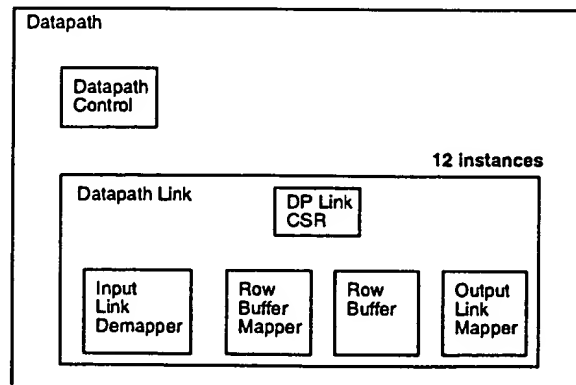 Datapath
Datapath
Control
12 instances
Datapath Link
DP Link
CSR
Input
Link
Demapper
Row
Buffer
Mapper
Row
Buffer
Output
Link
Mapper